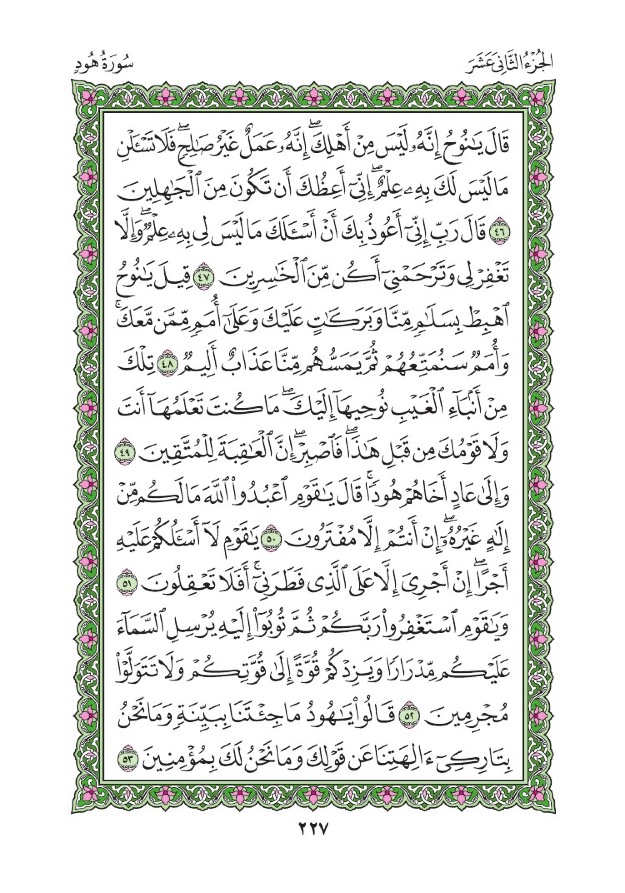 الجُزْءُ الثَّانِي عَشَرَ
سُورَةُ هُودٍ
قَالَ يَٰنُوحُ إِنَّهُۥ لَيْسَ مِنْ أَهْلِكَۖ إِنَّهُۥ عَمَلٌ غَيْرُ صَٰلِحٖۖ فَلَا تَسْـَٔلْنِ
مَا لَيْسَ لَكَ بِهِۦ عِلْمٌۖ إِنِّيٓ أَعِظُكَ أَن تَكُونَ مِنَ ٱلْجَٰهِلِينَ
٤٦ قَالَ رَبِّ إِنِّيٓ أَعُوذُ بِكَ أَنْ أَسْـَٔلَكَ مَا لَيْسَ لِي بِهِۦ عِلْمٌۖ وَإِلَّا
تَغْفِرْ لِي وَتَرْحَمْنِيٓ أَكُن مِّنَ ٱلْخَٰسِرِينَ ٤٧ قِيلَ يَٰنُوحُ
ٱهْبِطْ بِسَلَٰمٖ مِّنَّا وَبَرَكَٰتٍ عَلَيْكَ وَعَلَىٰٓ أُمَمٖ مِّمَّن مَّعَكَۚ
وَأُمَمٌ سَنُمَتِّعُهُمْ ثُمَّ يَمَسُّهُم مِّنَّا عَذَابٌ أَلِيمٌ ٤٨ تِلْكَ
مِنْ أَنۢبَآءِ ٱلْغَيْبِ نُوحِيهَآ إِلَيْكَۖ مَا كُنتَ تَعْلَمُهَآ أَنتَ
وَلَا قَوْمُكَ مِن قَبْلِ هَٰذَاۖ فَٱصْبِرْۖ إِنَّ ٱلْعَٰقِبَةَ لِلْمُتَّقِينَ ٤٩
وَإِلَىٰ عَادٍ أَخَاهُمْ هُودٗاۚ قَالَ يَٰقَوْمِ ٱعْبُدُوا۟ ٱللَّهَ مَا لَكُم مِّنْ
إِلَٰهٍ غَيْرُهُۥٓۖ إِنْ أَنتُمْ إِلَّا مُفْتَرُونَ ٥٠ يَٰقَوْمِ لَآ أَسْـَٔلُكُمْ عَلَيْهِ
أَجْرًاۖ إِنْ أَجْرِيَ إِلَّا عَلَى ٱلَّذِي فَطَرَنِيٓۚ أَفَلَا تَعْقِلُونَ ٥١
وَيَٰقَوْمِ ٱسْتَغْفِرُوا۟ رَبَّكُمْ ثُمَّ تُوبُوٓا۟ إِلَيْهِ يُرْسِلِ ٱلسَّمَآءَ
عَلَيْكُم مِّدْرَارٗا وَيَزِدْكُمْ قُوَّةً إِلَىٰ قُوَّتِكُمْ وَلَا تَتَوَلَّوْا۟
مُجْرِمِينَ ٥٢ قَالُوا۟ يَٰهُودُ مَا جِئْتَنَا بِبَيِّنَةٖ وَمَا نَحْنُ
بِتَارِكِيٓ ءَالِهَتِنَا عَن قَوْلِكَ وَمَا نَحْنُ لَكَ بِمُؤْمِنِينَ ٥٣
٢٢٧